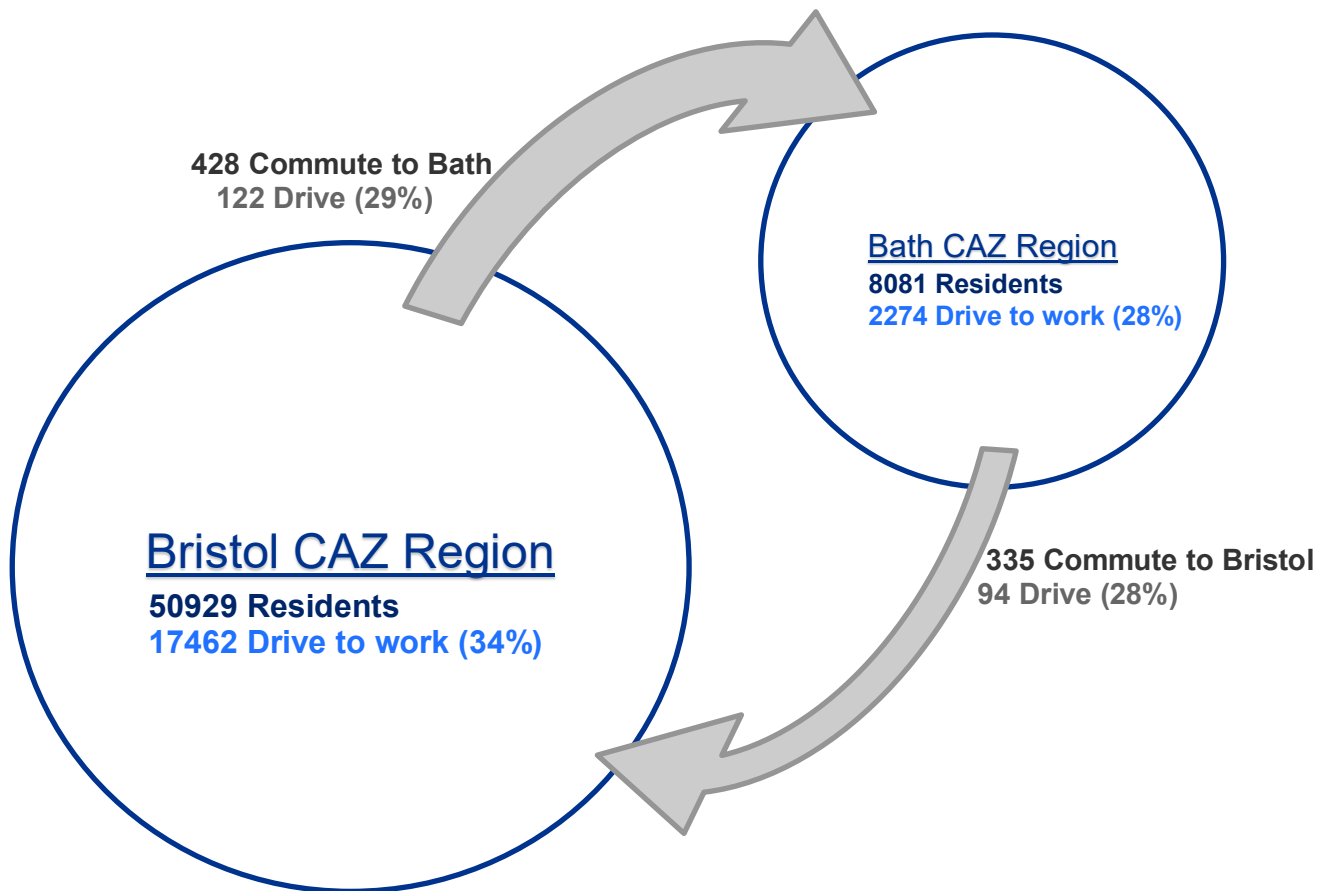 428 Commute to Bath
122 Drive (29%)
Bath CAZ Region
8081 Residents
2274 Drive to work (28%)
Bristol CAZ Region
50929 Residents
17462 Drive to work (34%)
335 Commute to Bristol
94 Drive (28%)